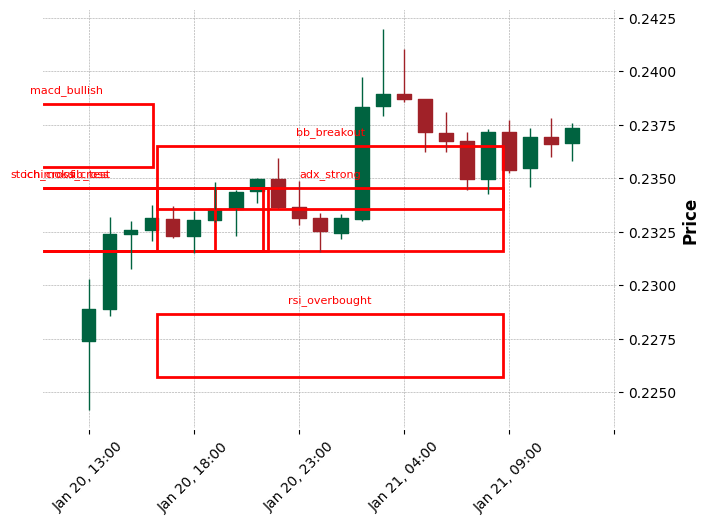 0.2425
macd_bullish
0.2400
bb_breakout
0.2375
adx_strong
0.2350
0.2325
Price
0.2300
rsi_overbought
0.2275
0.2250
Jan 20, 13:00
Jan 20, 18:00
Jan 20, 23:00
Jan 21, 04:00
Jan 21, 09:00